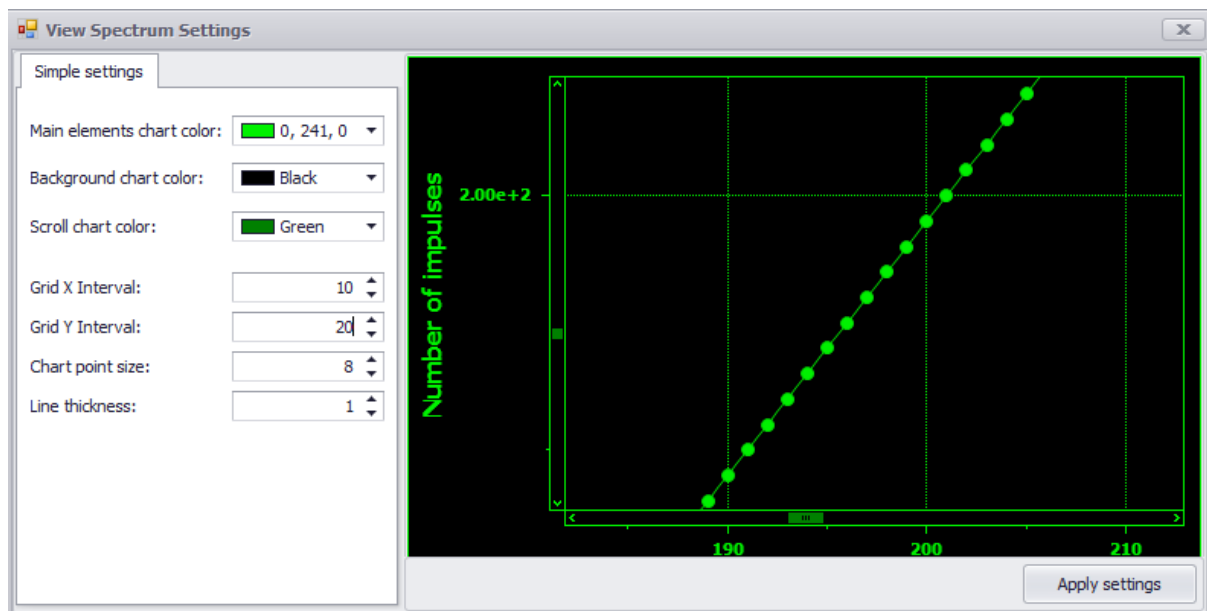 View Spectrum Settings
Simple settings
Main elements chart color: 0, 241, 0
Background chart color: Black
Scroll chart color: Green
Grid X Interval: 10
Grid Y Interval: 20
Chart point size: 8
Line thickness: 1
Number of impulses
2.00e+2
190 200 210
Apply settings